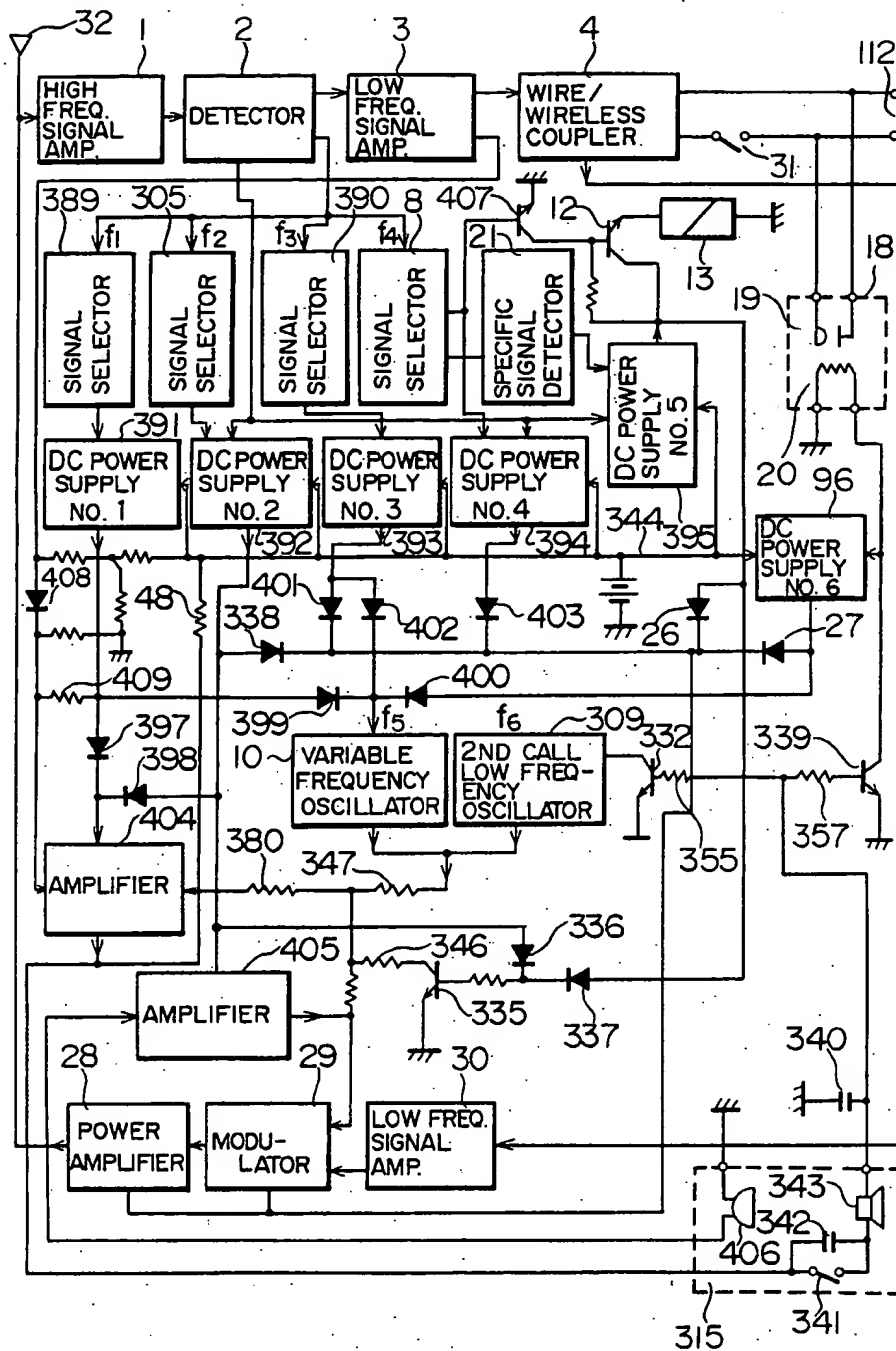 32
1
2
3
4
112
HIGH
FREQ.
SIGNAL
AMP.
DETECTOR
LOW
FREQ.
SIGNAL
AMP.
WIRE/
WIRELESS
COUPLER
31
389
305
390
8
407
12
21
13
18
19
f1
f2
f3
f4
SIGNAL SELECTOR
SIGNAL SELECTOR
SIGNAL SELECTOR
SIGNAL SELECTOR
SPECIFIC SIGNAL
DETECTOR
391
DC POWER
SUPPLY
NO. 1
DC POWER
SUPPLY
NO. 2
DC POWER
SUPPLY
NO. 3
DC POWER
SUPPLY
NO. 4
DC POWER
SUPPLY
NO. 5
20
96
392
393
394
344
395
DC
POWER
SUPPLY
NO. 6
408
48
401
402
403
338
26
27
409
399
400
397
398
f5
f6
309
10
VARIABLE
FREQUENCY
OSCILLATOR
2ND CALL
LOW FREQ-
ENCY
OSCILLATOR
332
339
355
357
404
AMPLIFIER
380
347
405
346
336
AMPLIFIER
335
337
28
29
30
340
POWER
AMPLIFIER
MODU-
LATOR
LOW FREQ.
SIGNAL
AMP.
343
342
406
315
341